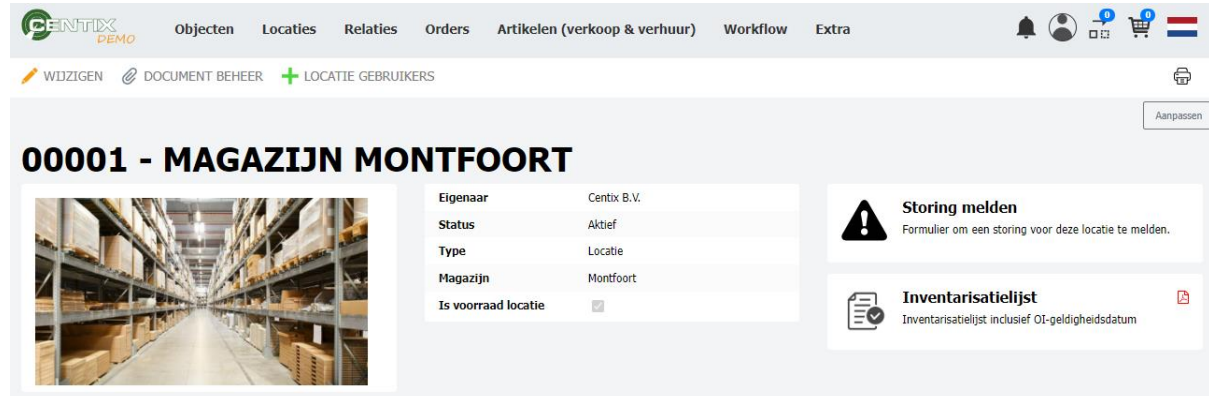 CENTIX
DEMO
Objecten Locaties Relaties Orders Artikelen (verkoop & verhuur) Workflow Extra
0 0
WIJZIGEN DOCUMENT BEHEER LOCATIE GEBRUIKERS
Aanpassen
00001 - MAGAZIJN MONTFOORT
Eigenaar Centix B.V.
Status Aktief
Type Locatie
Magazijn Montfoort
Is voorraad locatie
Storing melden
Formulier om een storing voor deze locatie te melden.
Inventarisatielijst
Inventarisatielijst inclusief OI-geldigheidsdatum